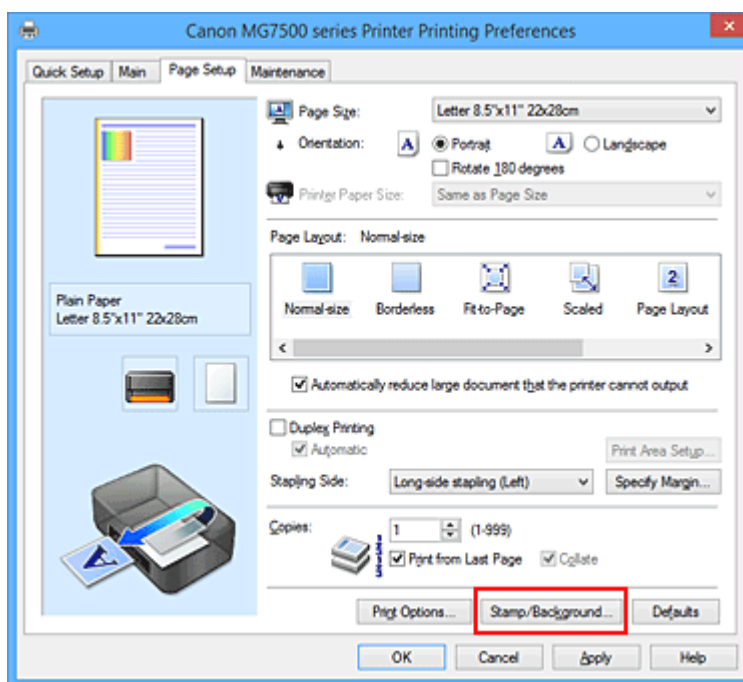 Canon MG7500 series Printer Printing Preferences
Quick Setup Main Page Setup Maintenance
Page Size: Letter 8.5"x11" 22x28cm
Orientation: A Portrait A Landscape
Rotate 180 degrees
Printer Paper Size: Same as Page Size
Page Layout: Normal-size
2
Normal-size Borderless Fit-to-Page Scaled Page Layout
Plain Paper
Letter 8.5"x11" 22x28cm
Automatically reduce large document that the printer cannot output
Duplex Printing
Automatic
Print Area Setup...
Stapling Side: Long-side stapling (Left) Specify Margin...
Copies: 1 (1-999)
Print from Last Page Collate
A
Print Options... Stamp/Background... Defaults
OK Cancel Apply Help